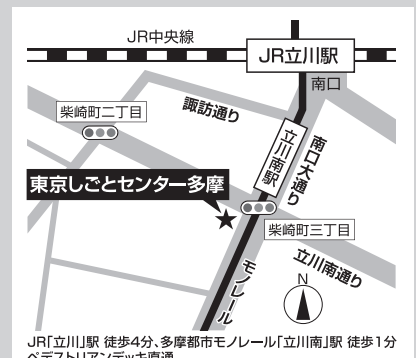 JR中央線
JR立川駅
南口
柴崎町二丁目
諏訪通り
立川南駅
南口大通り
東京しごとセンター多摩
柴崎町三丁目
立川南通り
モノレール
N
JR「立川」駅 徒歩4分、多摩都市モノレール「立川南」駅 徒歩1分
ペデストリアンデッキ直通